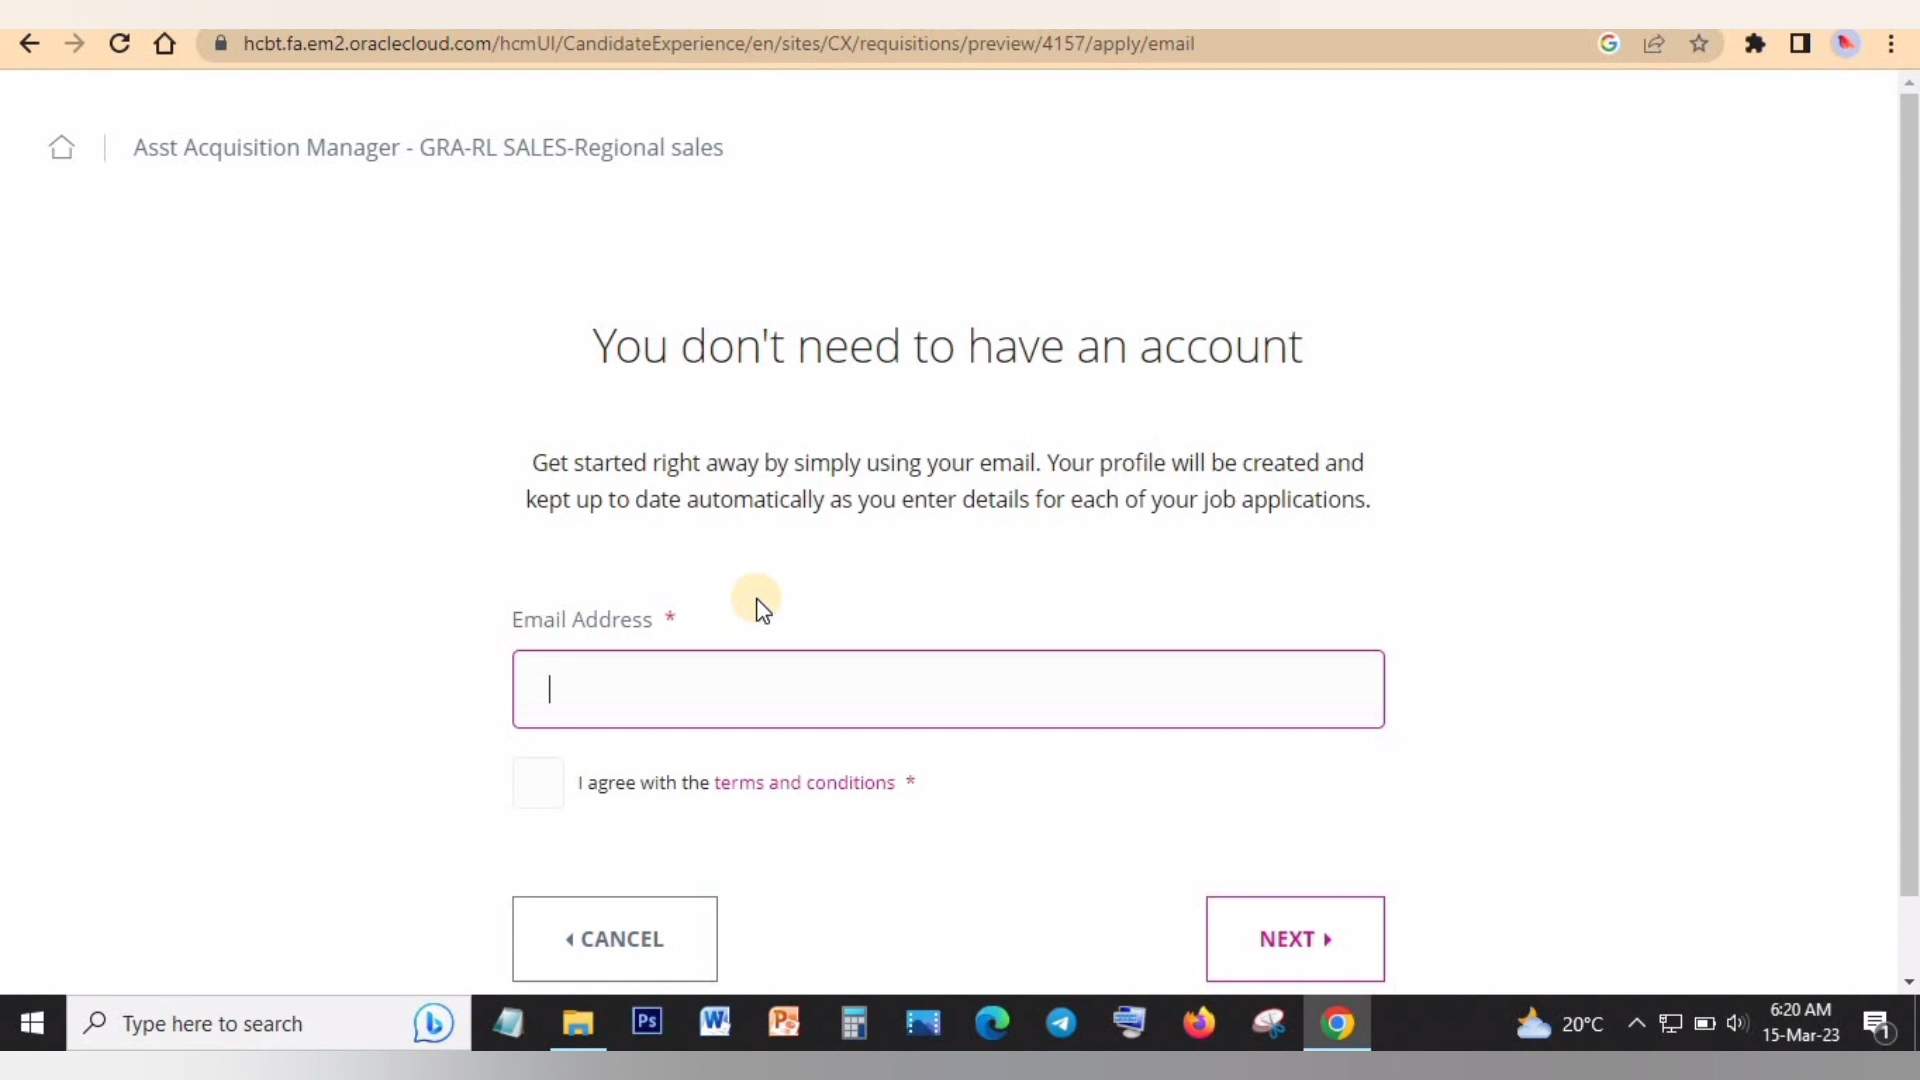 hcbt.fa.em2.oraclecloud.com/hcmUI/CandidateExperience/en/sites/CX/requisitions/preview/4157/apply/email
Asst Acquisition Manager - GRA-RL SALES-Regional sales
You don't need to have an account
Get started right away by simply using your email. Your profile will be created and
kept up to date automatically as you enter details for each of your job applications.
Email Address *
I agree with the terms and conditions *
CANCEL
NEXT
Type here to search
Ps
20°C
6:20 AM
15-Mar-23
1